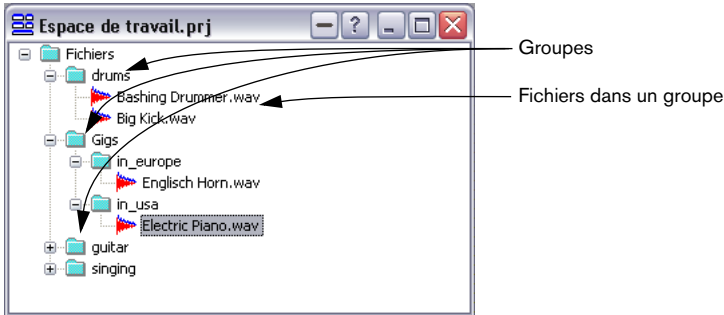 Espace de travail.prj
Fichiers
Groupes
drums
Bashing Drummer.wav
Fichiers dans un groupe
Big Kick.wav
Gigs
in_europe
Englisch Horn.wav
in_usa
Electric Piano.wav
guitar
singing